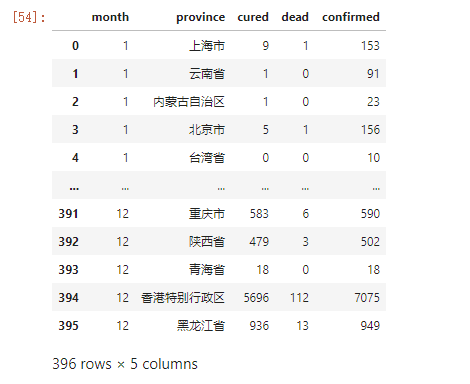 [54]:
month province cured dead confirmed
0 1 上海市 9 1 153
1 1 云南省 1 0 91
2 1 内蒙古自治区 1 0 23
3 1 北京市 5 1 156
4 1 台湾省 0 0 10
... ... ... ... ... ...
391 12 重庆市 583 6 590
392 12 陕西省 479 3 502
393 12 青海省 18 0 18
394 12 香港特别行政区 5696 112 7075
395 12 黑龙江省 936 13 949
396 rows × 5 columns